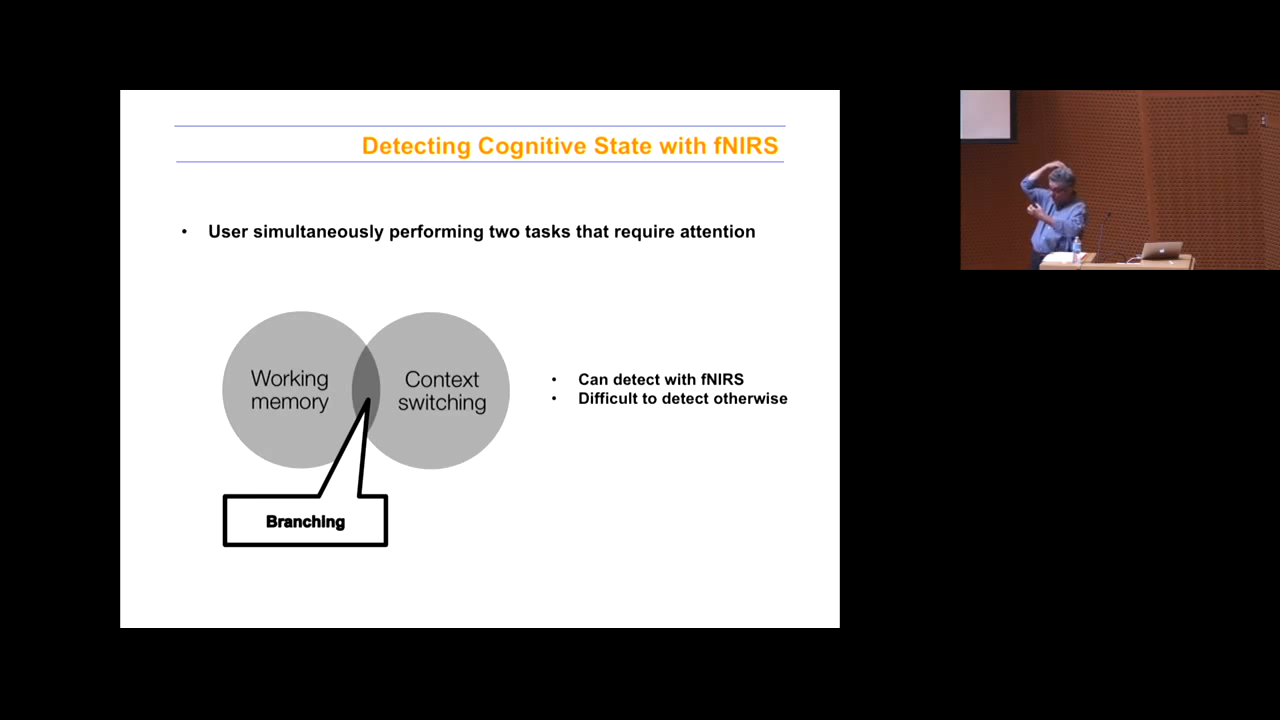 Detecting Cognitive State with fNIRS
• User simultaneously performing two tasks that require attention
Working
memory
Context
switching
• Can detect with fNIRS
• Difficult to detect otherwise
Branching